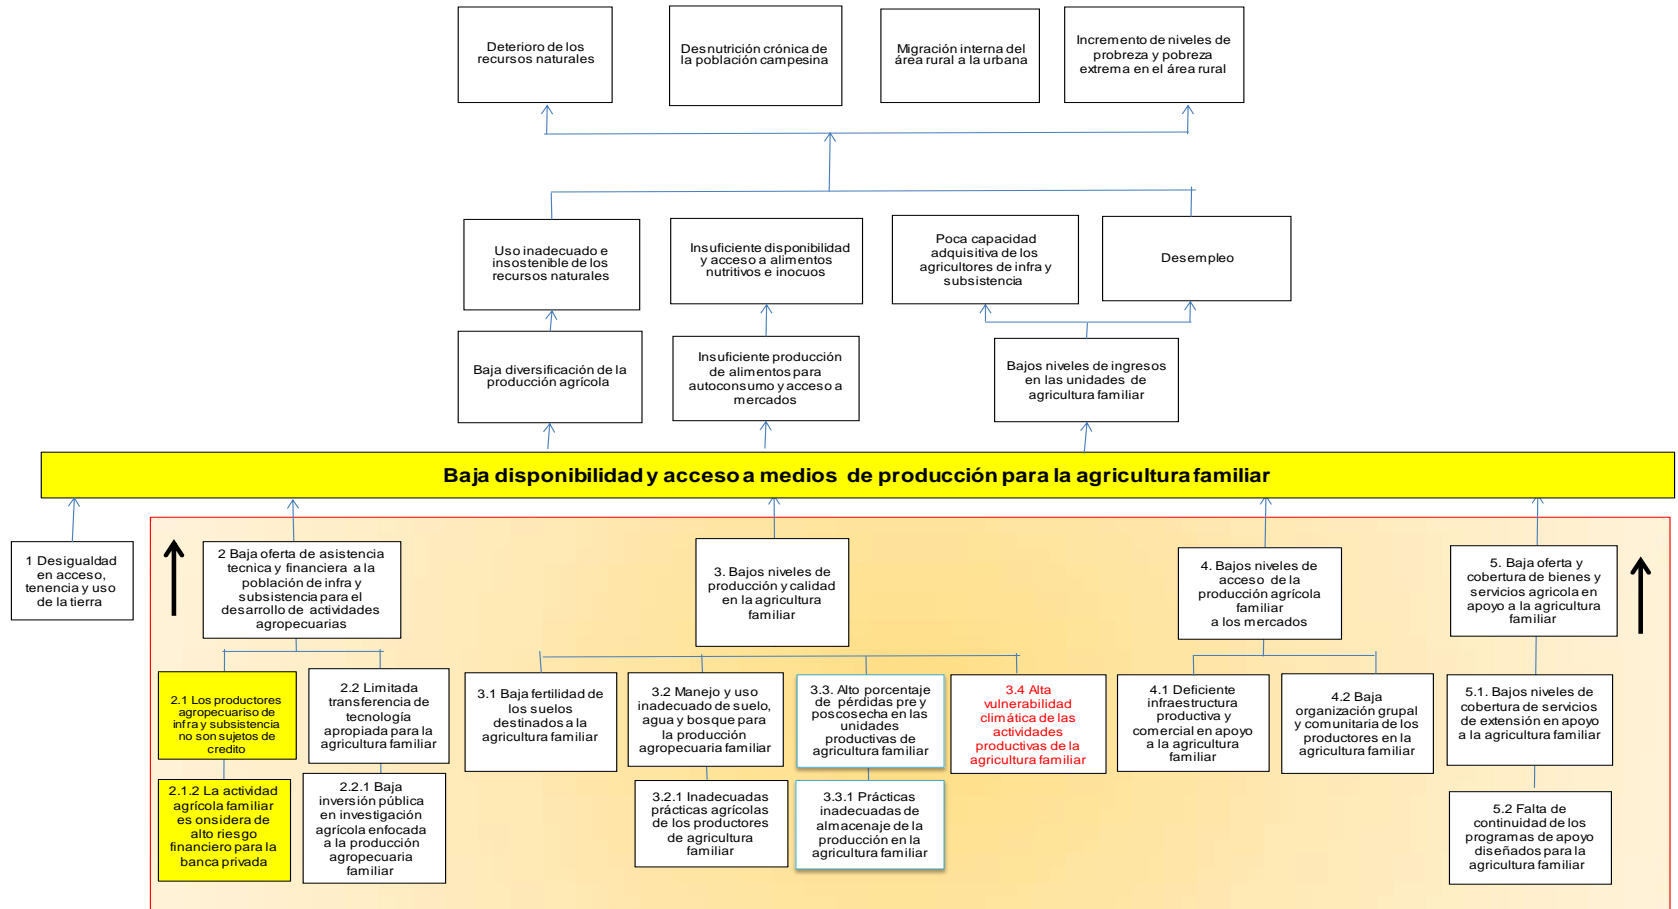 Deterioro de los
recursos naturales
Desnutrición crónica de
la población campesina
Migración interna del
área rural a la urbana
Incremento de niveles de
probreza y pobreza
extrema en el área rural
Uso inadecuado e
insostenible de los
recursos naturales
Insuficiente disponibilidad
y acceso a alimentos
nutritivos e inocuos
Poca capacidad
adquisitiva de los
agricultores de infra y
subsistencia
Desempleo
Baja diversificación de la
producción agrícola
Insuficiente producción
de alimentos para
autoconsumo y acceso a
mercados
Bajos niveles de ingresos
en las unidades de
agricultura familiar
Baja disponibilidad y acceso a medios de producción para la agricultura familiar
1 Desigualdad
en acceso,
tenencia y uso
de la tierra
2 Baja oferta de asistencia
tecnica y financiera a la
población de infra y
subsistencia para el
desarrollo de actividades
agropecuarias
3. Bajos niveles de
producción y calidad
en la agricultura
familiar
4. Bajos niveles de
acceso de la
producción agrícola
familiar
a los mercados
5. Baja oferta y
cobertura de bienes y
servicios agricola en
apoyo a la agricultura
familiar
2.1 Los productores
agropecuariso de
infra y subsistencia
no son sujetos de
credito
2.2 Limitada
transferencia de
tecnología
apropiada para la
agricultura familiar
3.1 Baja fertilidad de
los suelos
destinados a la
agricultura familiar
3.2 Manejo y uso
inadecuado de suelo,
agua y bosque para
la producción
agropecuaria familiar
3.3. Alto porcentaje
de pérdidas pre y
poscosecha en las
unidades
productivas de
agricultura familiar
3.4 Alta
vulnerabilidad
climática de las
actividades
productivas de la
agricultura familiar
4.1 Deficiente
infraestructura
productiva y
comercial en apoyo
a la agricultura
familiar
4.2 Baja
organización grupal
y comunitaria de los
productores en la
agricultura familiar
5.1. Bajos niveles de
cobertura de servicios
de extensión en apoyo
a la agricultura familiar
2.1.2 La actividad
agrícola familiar
es onsidera de
alto riesgo
financiero para la
banca privada
2.2.1 Baja
inversión pública
en investigación
agrícola enfocada
a la producción
agropecuaria
familiar
3.2.1 Inadecuadas
prácticas agrícolas
de los productores
de agricultura
familiar
3.3.1 Prácticas
inadecuadas de
almacenaje de la
producción en la
agricultura familiar
5.2 Falta de
continuidad de los
programas de apoyo
diseñados para la
agricultura familiar